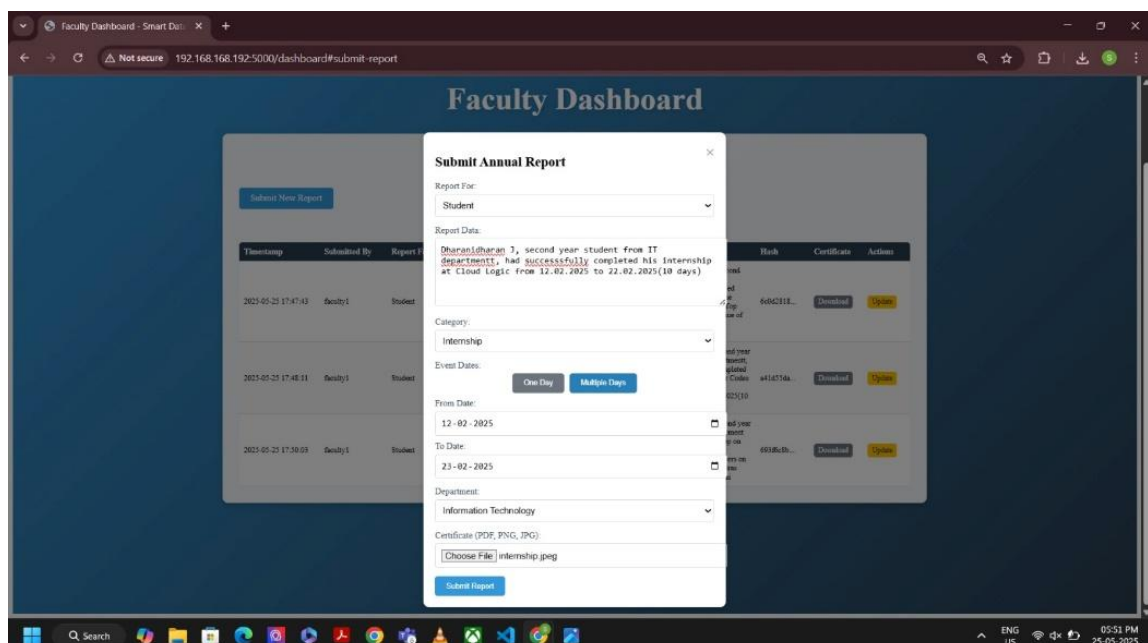 Faculty Dashboard - Smart Dat
Not secure 192.168.168.192:5000/dashboard#submit-report
S
Faculty Dashboard
Submit New Report
Timestamp Submitted By Report F Hash Certificate Actions
2025-05-25 17:47:43 faculty1 Student Download Update
2025-05-25 17:48:11 faculty1 Student Download Update
2025-05-25 17:50:03 faculty1 Student Download Update
Submit Annual Report
Report For:
Student
Report Data:
Dharanidharan J, second year student from IT
departmentt, had successsfully completed his internship
at Cloud Logic from 12.02.2025 to 22.02.2025(10 days)
Category:
Internship
Event Dates:
One Day Multiple Days
From Date:
12-02-2025
To Date:
23-02-2025
Department:
Information Technology
Certificate (PDF, PNG, JPG):
Choose File internship.jpeg
Submit Report
Search
ENG
US
05:51 PM
25-05-2025